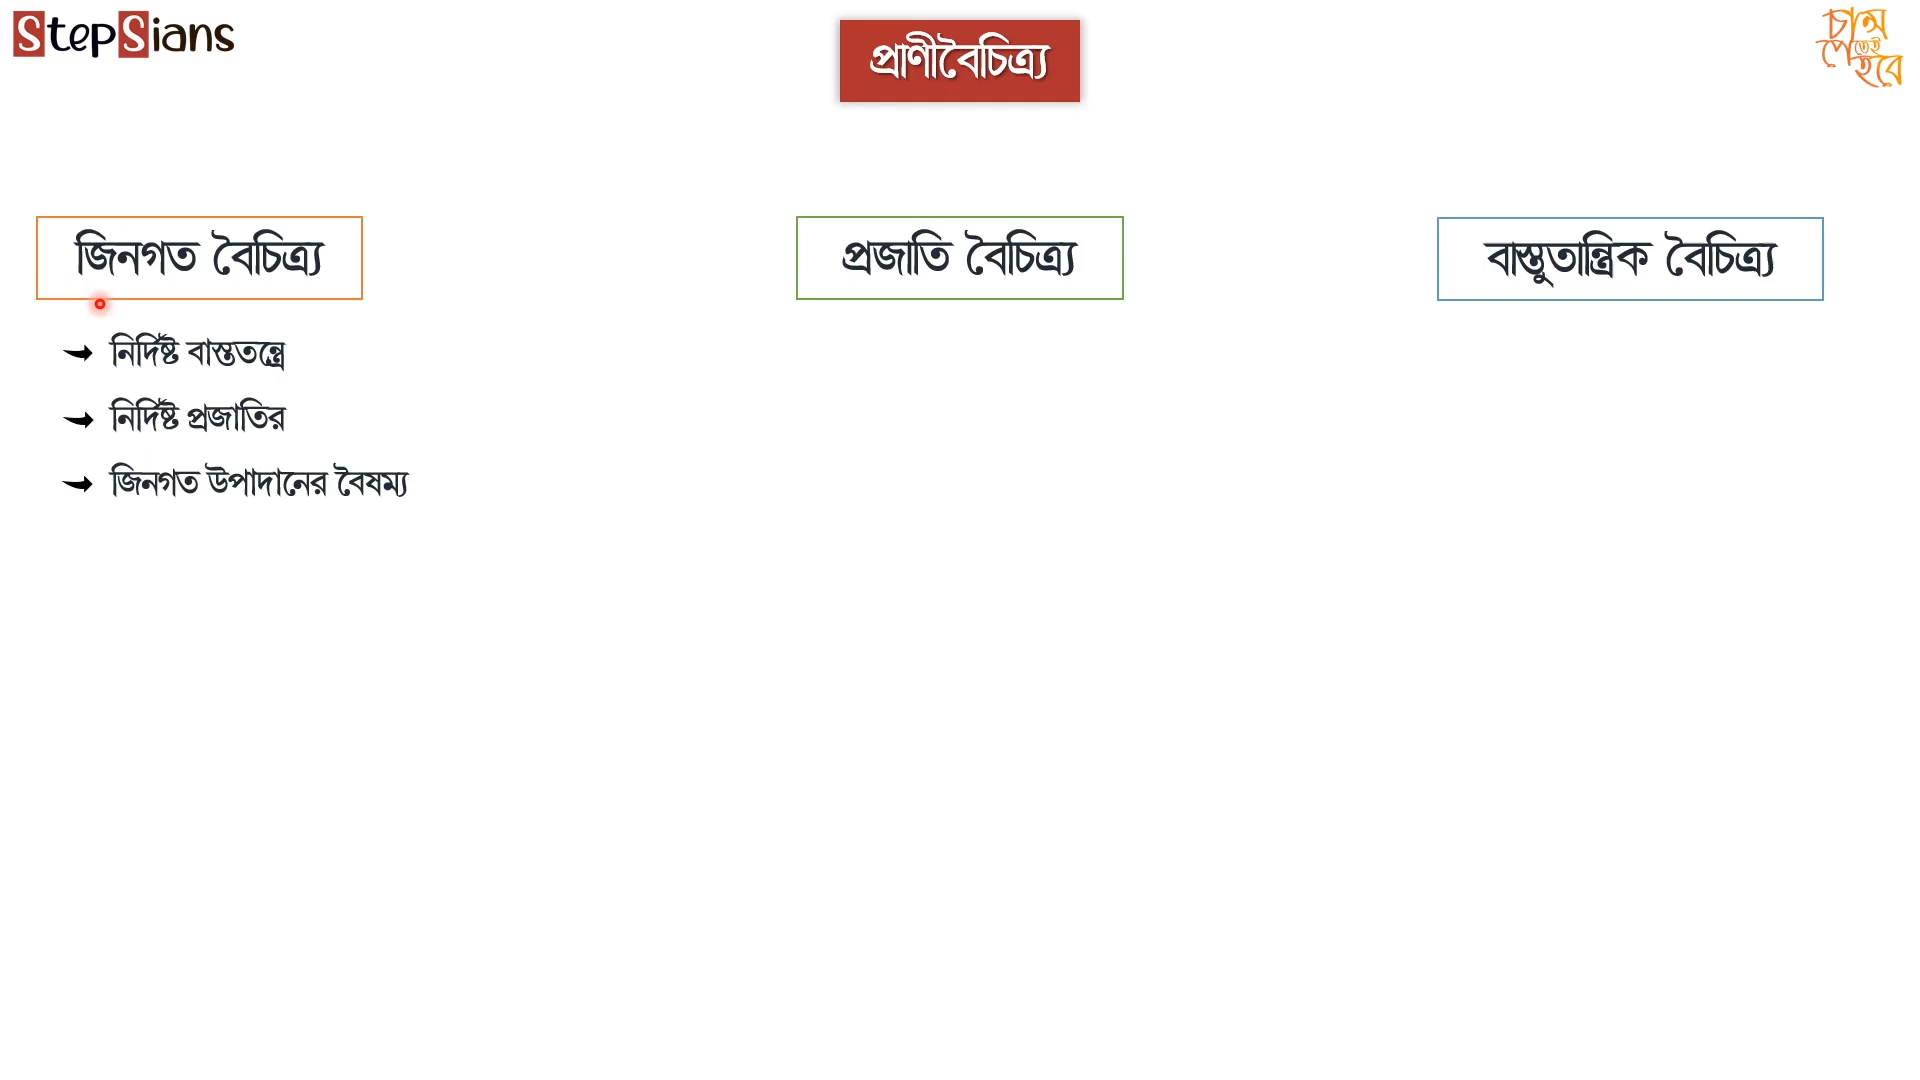 StepSians
প্রাণীবৈচিত্র্য
চান্স
পেতেই
হবে
জিনগত বৈচিত্র্য
প্রজাতি বৈচিত্র্য
বাস্তুতান্ত্রিক বৈচিত্র্য
নির্দিষ্ট বাস্তুতন্ত্রে
নির্দিষ্ট প্রজাতির
জিনগত উপাদানের বৈষম্য